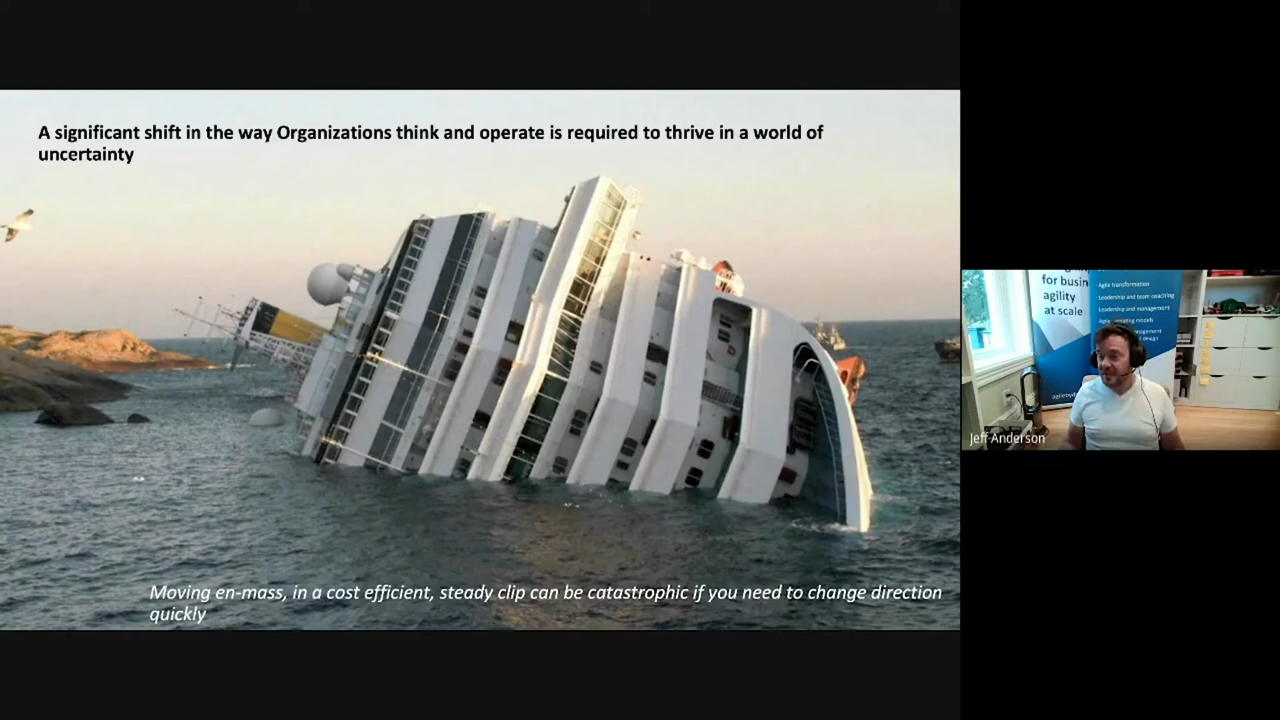 A significant shift in the way Organizations think and operate is required to thrive in a world of
uncertainty
Moving en-mass, in a cost efficient, steady clip can be catastrophic if you need to change direction
quickly
for busin
agility
at scale
Agile transformation
Leadership and team coaching
Leadership and management
Jeff Anderson